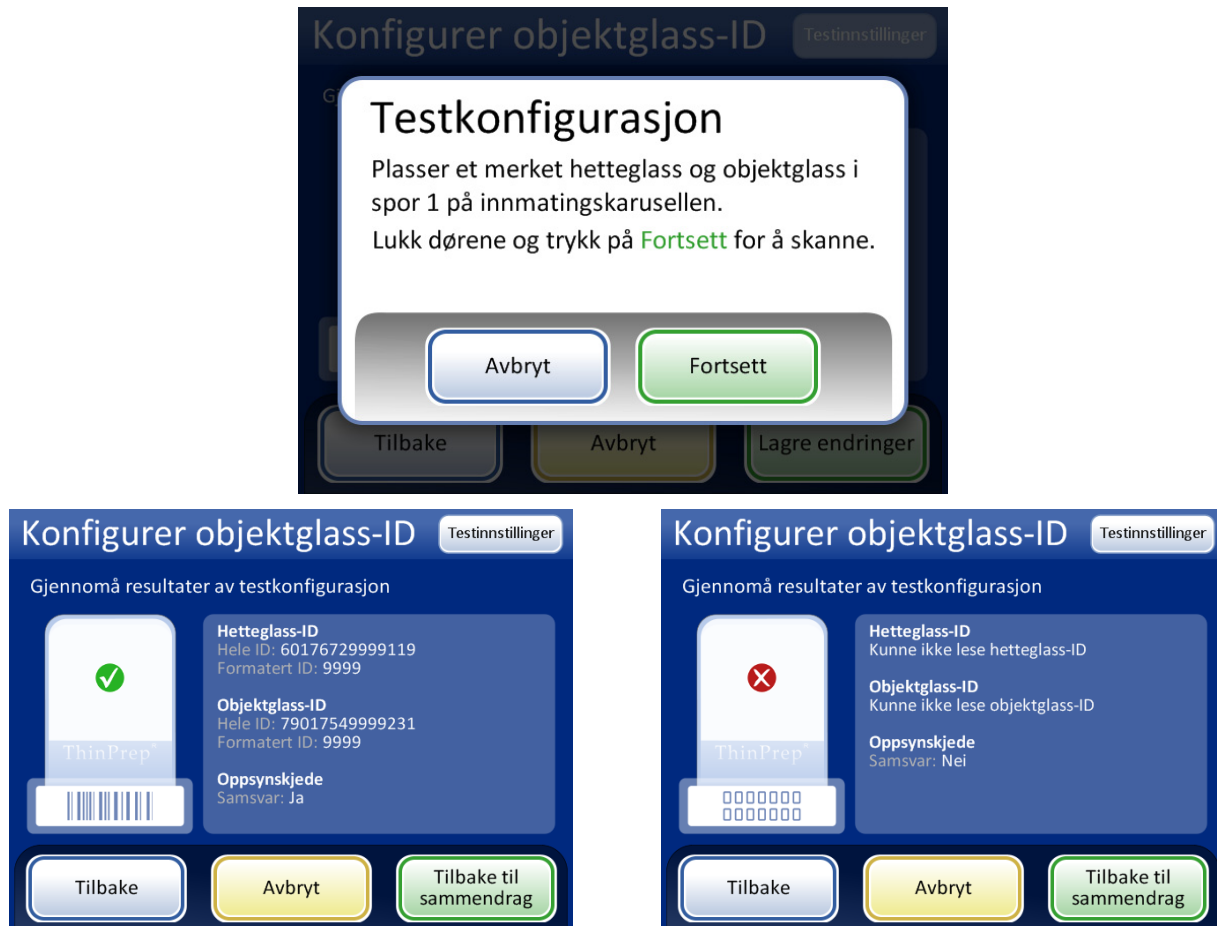 Konfigurer objektglass-ID
Testinnstillinger
Testkonfigurasjon
Plasser et merket hetteglass og objektglass i
spor 1 på innmatingskarusellen.
Lukk dørene og trykk på Fortsett for å skanne.
Avbryt
Fortsett
Tilbake
Avbryt
Lagre endringer
Konfigurer objektglass-ID
Testinnstillinger
Gjennomå resultater av testkonfigurasjon
Hetteglass-ID
Hele ID: 60176729999119
Formatert ID: 9999
Objektglass-ID
Hele ID: 79017549999231
Formatert ID: 9999
Oppsynskjede
Samsvar: Ja
ThinPrep®
Tilbake
Avbryt
Tilbake til
sammendrag
Konfigurer objektglass-ID
Testinnstillinger
Gjennomå resultater av testkonfigurasjon
Hetteglass-ID
Kunne ikke lese hetteglass-ID
Objektglass-ID
Kunne ikke lese objektglass-ID
Oppsynskjede
Samsvar: Nei
ThinPrep®
Tilbake
Avbryt
Tilbake til
sammendrag